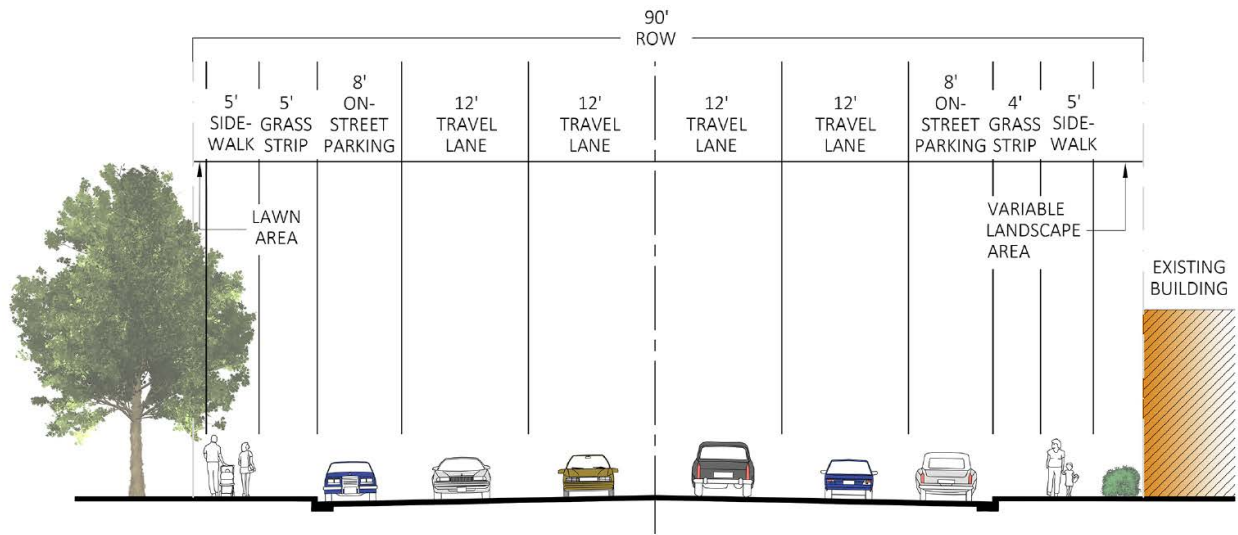 90'
ROW
5'
SIDE-
WALK
5'
GRASS
STRIP
8'
ON-
STREET
PARKING
12'
TRAVEL
LANE
12'
TRAVEL
LANE
12'
TRAVEL
LANE
12'
TRAVEL
LANE
8'
ON-
STREET
PARKING
4'
GRASS
STRIP
5'
SIDE-
WALK
LAWN
AREA
VARIABLE
LANDSCAPE
AREA
EXISTING
BUILDING